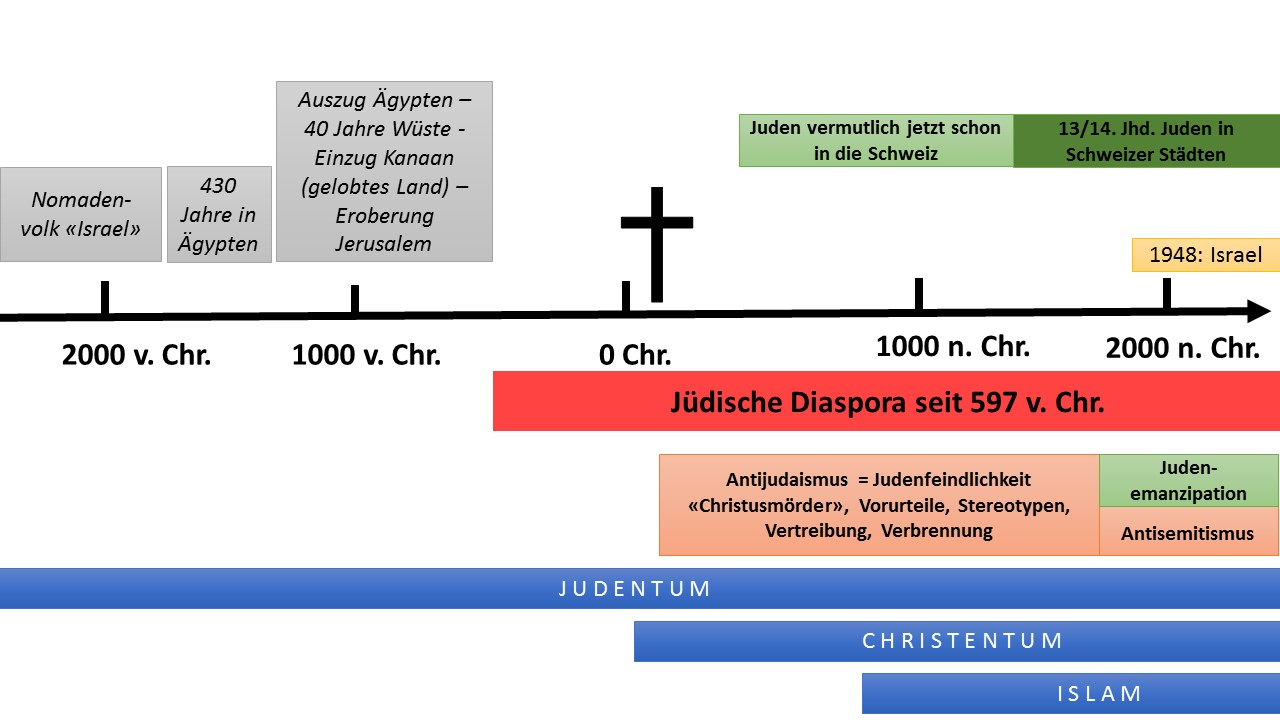 Nomaden-
volk «Israel»
430
Jahre in
Ägypten
Auszug Ägypten –
40 Jahre Wüste -
Einzug Kanaan
(gelobtes Land) –
Eroberung
Jerusalem
Juden vermutlich jetzt schon
in die Schweiz
13/14. Jhd. Juden in
Schweizer Städten
1948: Israel
2000 v. Chr.
1000 v. Chr.
0 Chr.
1000 n. Chr.
2000 n. Chr.
Jüdische Diaspora seit 597 v. Chr.
Antijudaismus = Judenfeindlichkeit
«Christusmörder», Vorurteile, Stereotypen,
Vertreibung, Verbrennung
Juden-
emanzipation
Antisemitismus
JUDENTUM
CHRISTENTUM
ISLAM